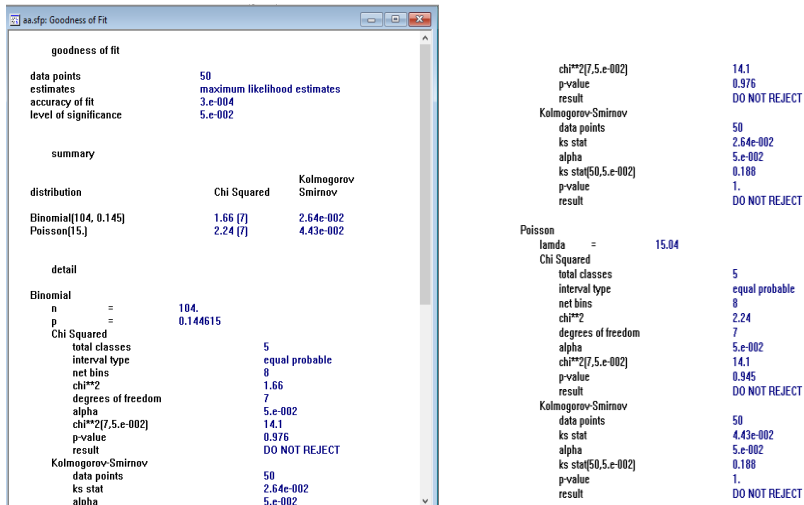 aa.sfp: Goodness of Fit
goodness of fit
data points 50
estimates maximum likelihood estimates
accuracy of fit 3.e-004
level of significance 5.e-002
summary
distribution Chi Squared Kolmogorov Smirnov
Binomial(104, 0.145) 1.66 (7) 2.64e-002
Poisson(15.) 2.24 (7) 4.43e-002
detail
Binomial
n = 104.
p = 0.144615
Chi Squared
total classes 5
interval type equal probable
net bins 8
chi**2 1.66
degrees of freedom 7
alpha 5.e-002
chi**2(7,5.e-002) 14.1
p-value 0.976
result DO NOT REJECT
Kolmogorov-Smirnov
data points 50
ks stat 2.64e-002
alpha 5.e-002
chi**2(7,5.e-002) 14.1
p-value 0.976
result DO NOT REJECT
Kolmogorov-Smirnov
data points 50
ks stat 2.64e-002
alpha 5.e-002
ks stat(50,5.e-002) 0.188
p-value 1.
result DO NOT REJECT
Poisson
lamda = 15.04
Chi Squared
total classes 5
interval type equal probable
net bins 8
chi**2 2.24
degrees of freedom 7
alpha 5.e-002
chi**2(7,5.e-002) 14.1
p-value 0.945
result DO NOT REJECT
Kolmogorov-Smirnov
data points 50
ks stat 4.43e-002
alpha 5.e-002
ks stat(50,5.e-002) 0.188
p-value 1.
result DO NOT REJECT